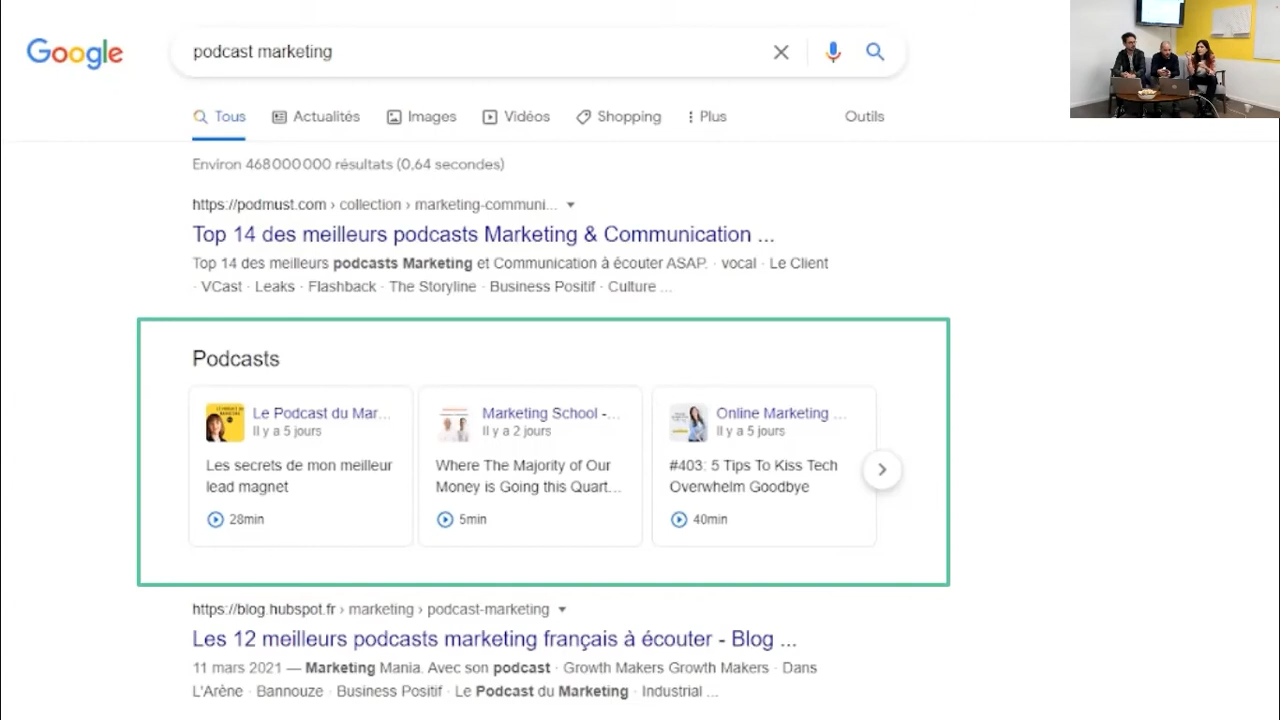 Google
podcast marketing
Tous Actualités Images Vidéos Shopping Plus Outils
Environ 468 000 000 résultats (0,64 secondes)
https://podmust.com › collection › marketing-communi...
Top 14 des meilleurs podcasts Marketing & Communication ...
Top 14 des meilleurs podcasts Marketing et Communication à écouter ASAP. · vocal · Le Client
· VCast · Leaks · Flashback · The Storyline · Business Positif · Culture ...
Podcasts
Le Podcast du Mar...
Il y a 5 jours
Les secrets de mon meilleur
lead magnet
28min
Marketing School -...
Il y a 2 jours
Where The Majority of Our
Money is Going this Quart...
5min
Online Marketing ...
Il y a 5 jours
#403: 5 Tips To Kiss Tech
Overwhelm Goodbye
40min
https://blog.hubspot.fr › marketing › podcast-marketing
Les 12 meilleurs podcasts marketing français à écouter - Blog ...
11 mars 2021 — Marketing Mania. Avec son podcast · Growth Makers Growth Makers · Dans
L'Arène · Bannouze · Business Positif · Le Podcast du Marketing · Industrial ...